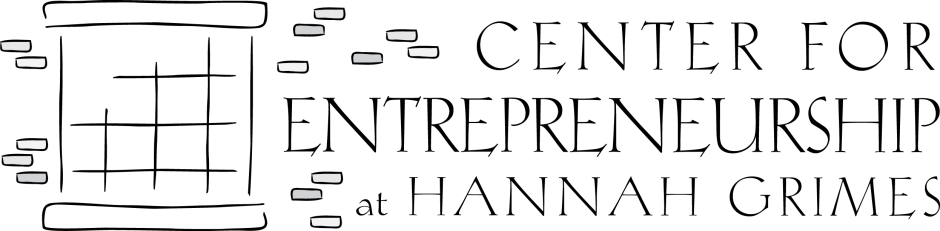 CENTER FOR
ENTREPRENEURSHIP
at HANNAH GRIMES